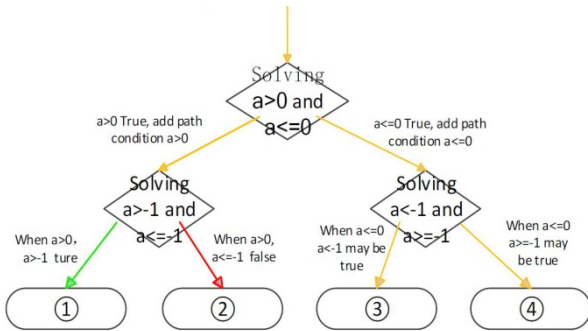 Solving
a>0 and
a<=0
a>0 True, add path
condition a>0
a<=0 True, add path
condition a<=0
Solving
a>-1 and
a<=-1
Solving
a<-1 and
a>=-1
When a>0,
a>-1 ture
When a>0,
a<=-1 false
When a<=0
a<-1 may be
true
When a<=0
a>=-1 may
be true
①
②
③
④